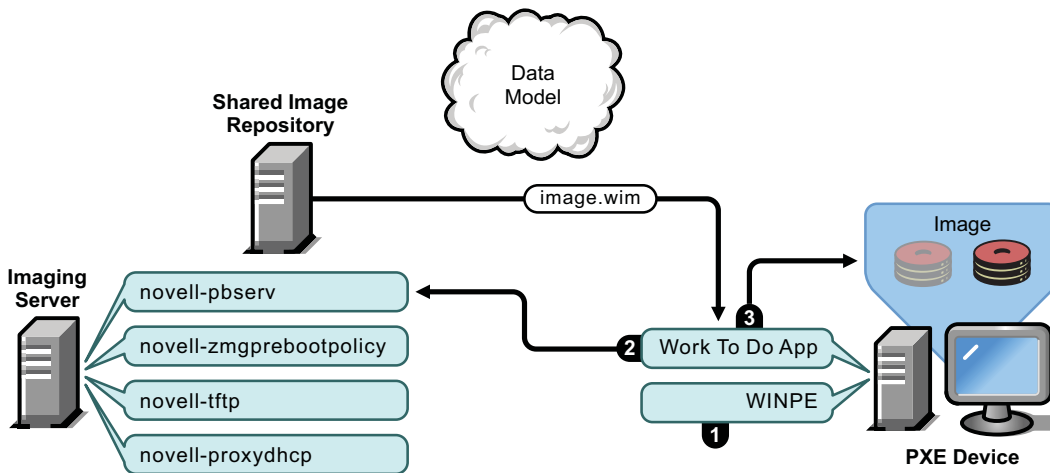 Data
Model
Shared Image
Repository
image.wim
Image
Imaging
Server
novell-pbserv
novell-zmgprebootpolicy
novell-tftp
novell-proxydhcp
3
2
Work To Do App
WINPE
1
PXE Device